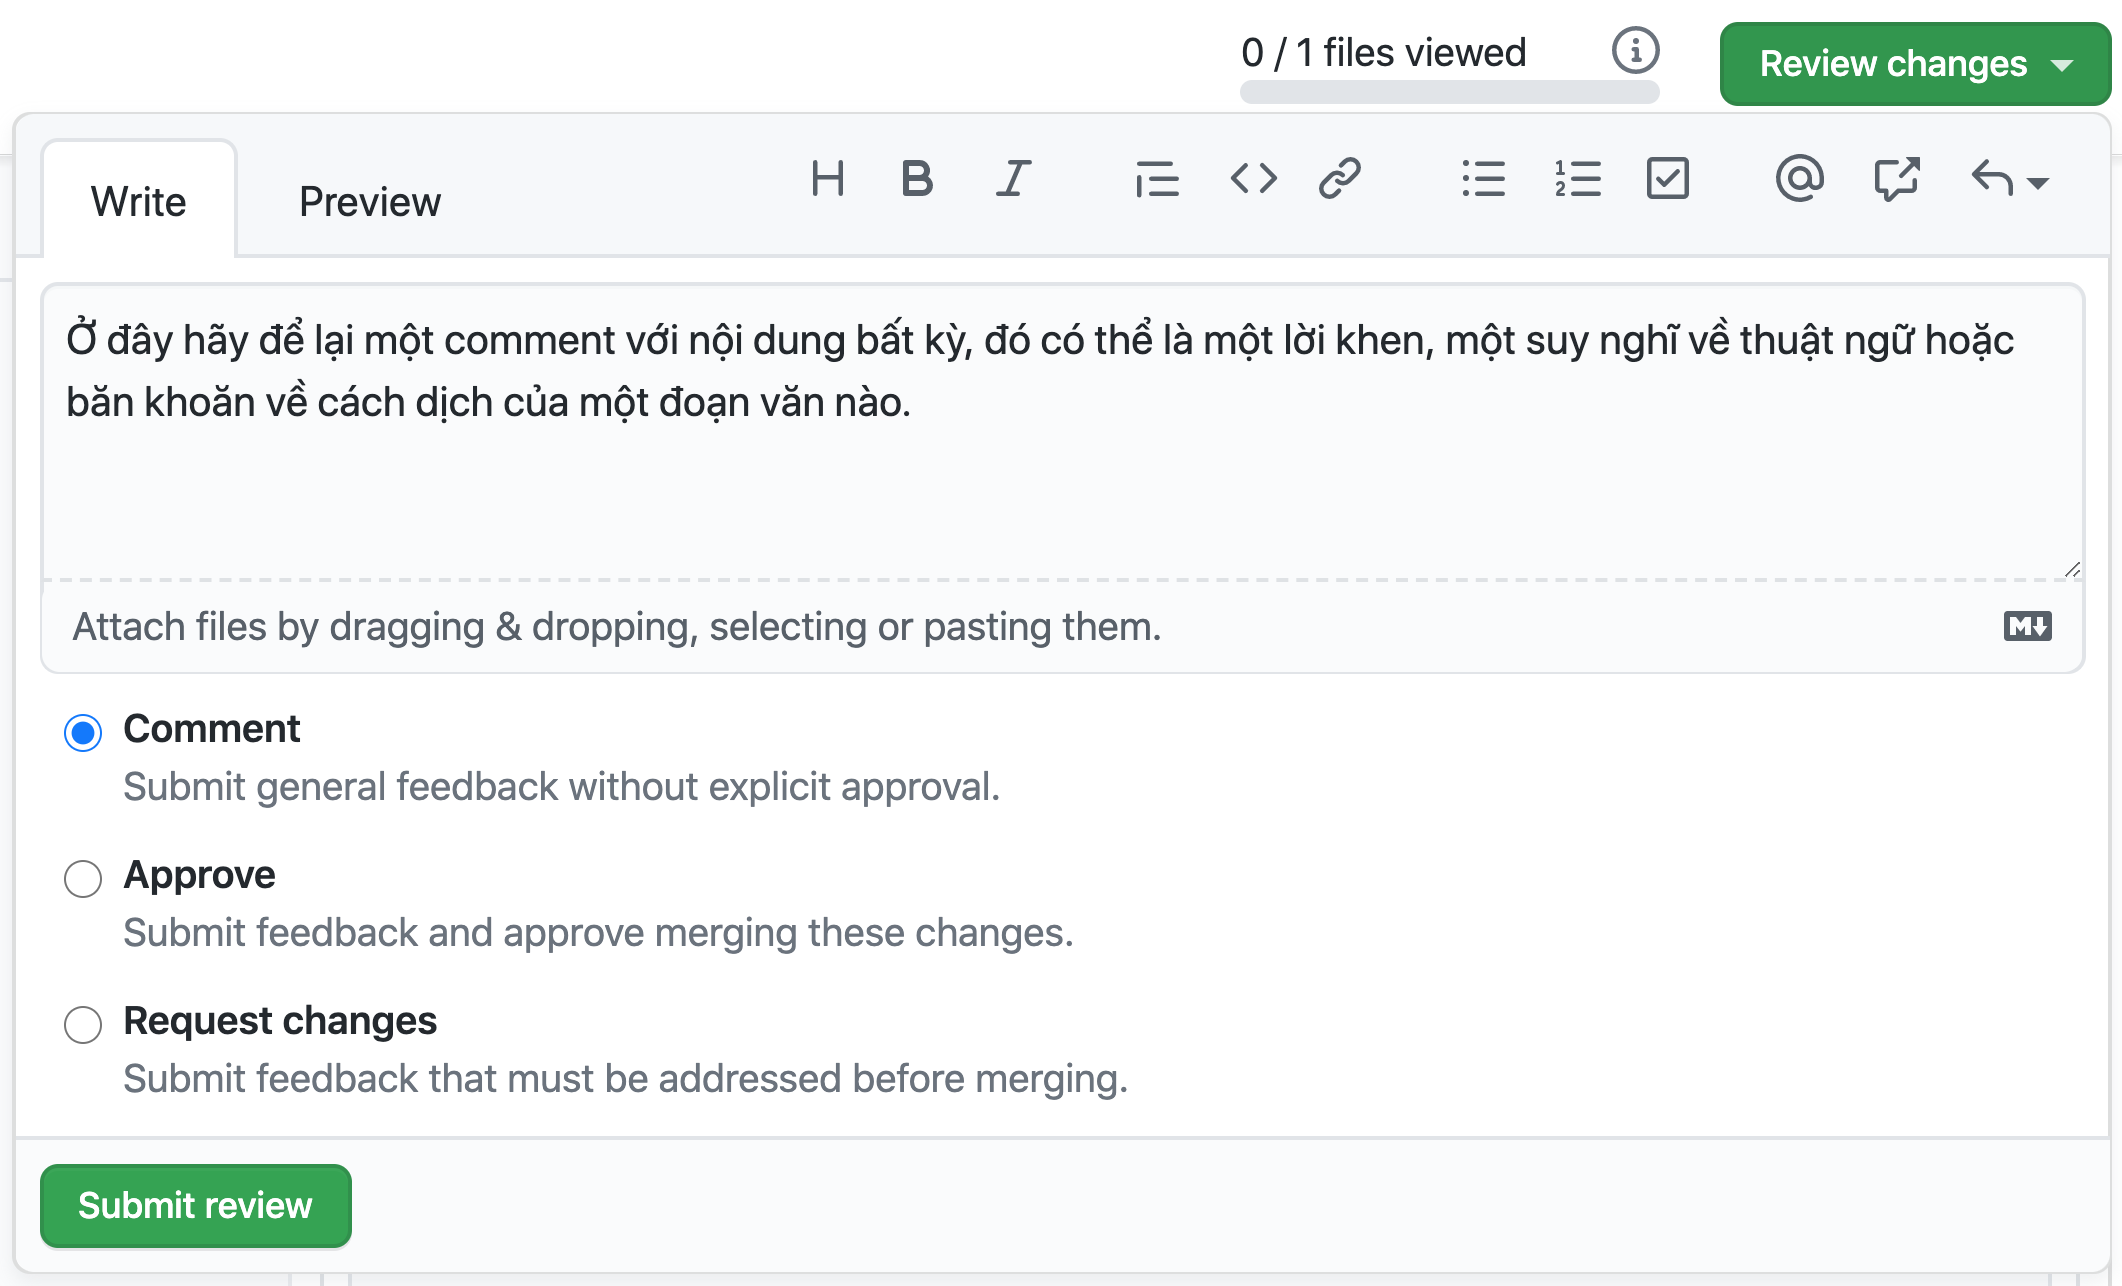 0 / 1 files viewed
Review changes
Write
Preview
Ở đây hãy để lại một comment với nội dung bất kỳ, đó có thể là một lời khen, một suy nghĩ về thuật ngữ hoặc
băn khoăn về cách dịch của một đoạn văn nào.
Attach files by dragging & dropping, selecting or pasting them.
Comment
Submit general feedback without explicit approval.
Approve
Submit feedback and approve merging these changes.
Request changes
Submit feedback that must be addressed before merging.
Submit review